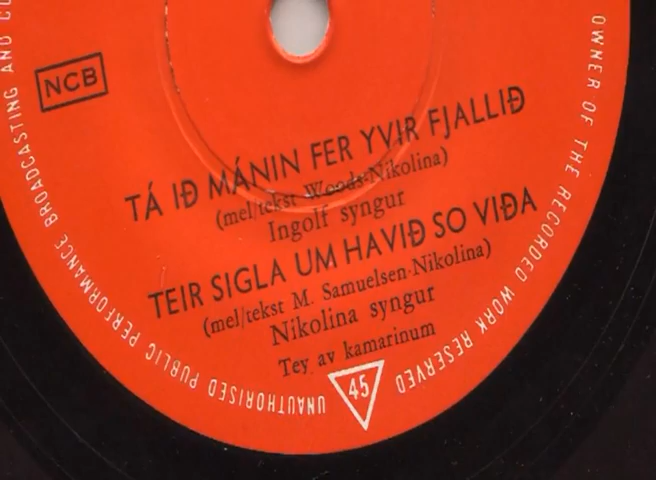 NCB
TÁ IÐ MÁNIN FER YVIR FJALLIÐ
(mel/tekst Woods-Nikolina)
Ingolf syngur
TEIR SIGLA UM HAVIÐ SO VIÐA
(mel/tekst M. Samuelsen-Nikolina)
Nikolina syngur
Tey av kamarinum
45
OWNER OF THE RECORDED WORK RESERVED
UNAUTHORISED PUBLIC PERFORMANCE BROADCASTING AND